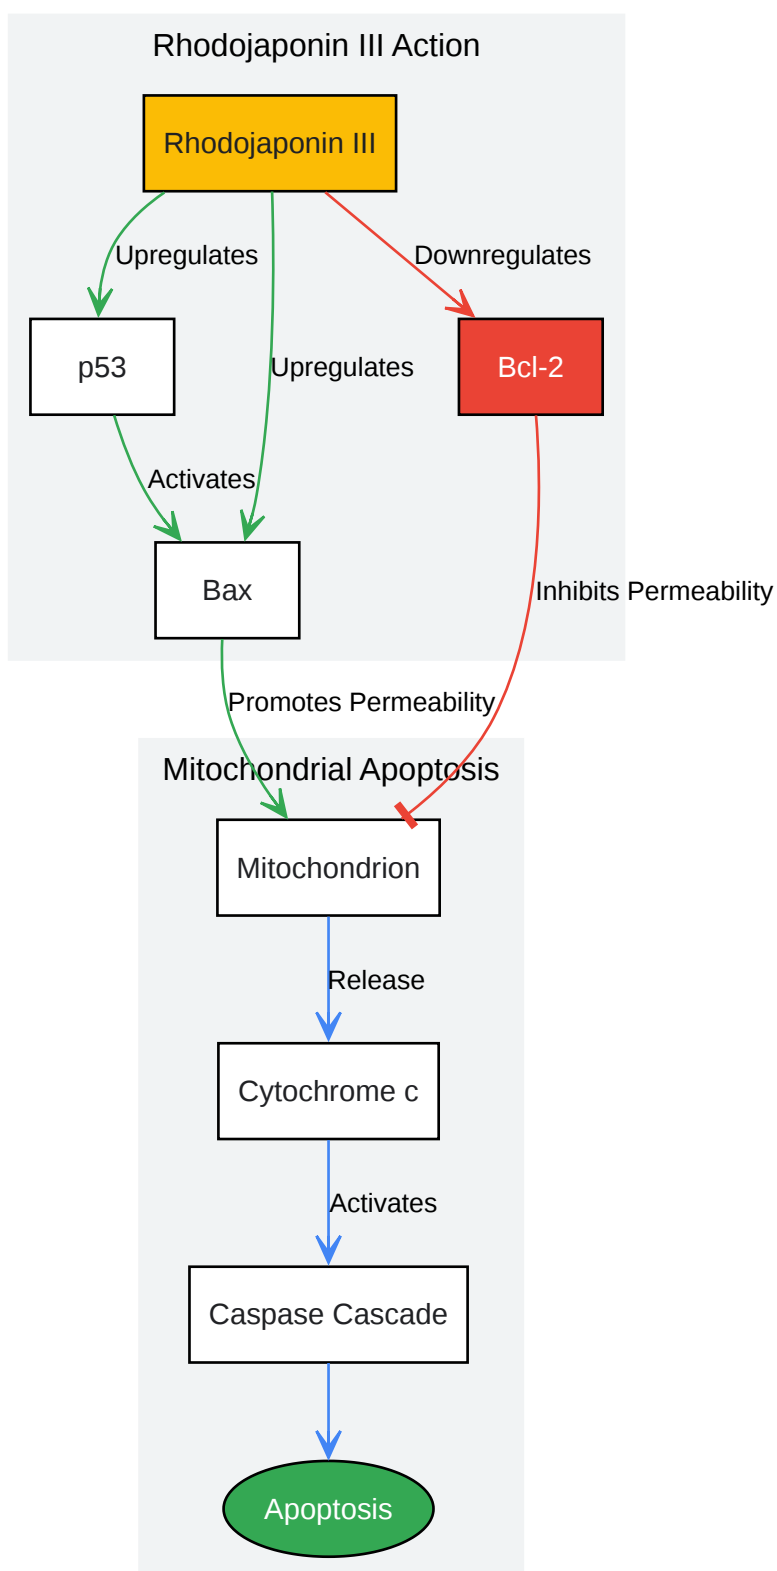 Rhodojaponin III Action
Rhodojaponin III
Upregulates
Downregulates
p53
Upregulates
Bcl-2
Activates
Bax
Inhibits Permeability
Promotes Permeability
Mitochondrial Apoptosis
Mitochondrion
Release
Cytochrome c
Activates
Caspase Cascade
Apoptosis